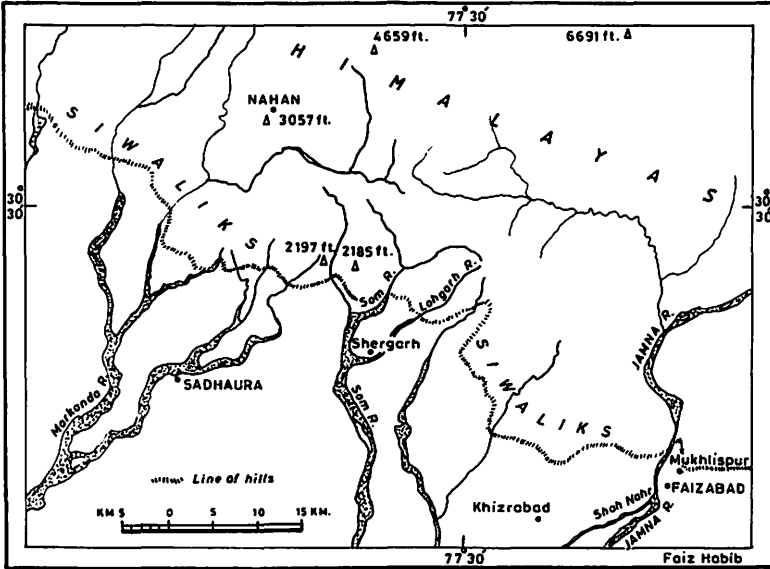 77°30'
4659 ft.
6691 ft.
HIMALAYAS
NAHAN
3057 ft.
SIWALIKS
30
30
30
30
2197 ft.
2185 ft.
Som R.
Lohgarh R.
Shergarh
JAMNA R.
SIWALIKS
Markanda R.
SADHAURA
Som R.
Mukhlispur
FAIZABAD
Line of hills
Khizrabad
Shah Nahr
JAMNA R.
KM 5 0 5 10 15 KM.
77°30'
Faiz Habib